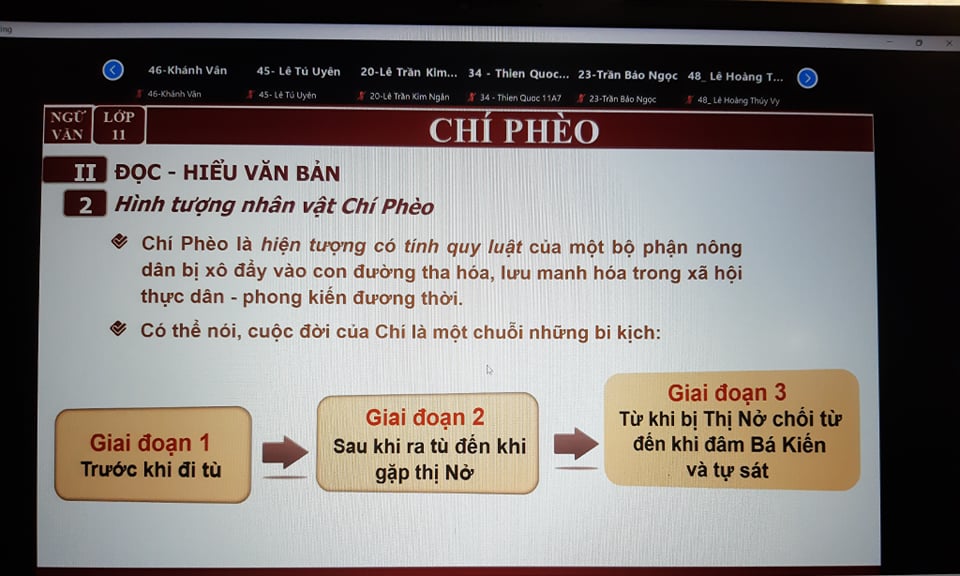 ing
46-Khánh Vân 45- Lê Tú Uyên 20-Lê Trần Kim... 34 - Thien Quoc... 23-Trần Bảo Ngọc 48_ Lê Hoàng T...
46-Khánh Vân 45- Lê Tú Uyên 20-Lê Trần Kim Ngân 34 - Thien Quoc 11A7 23-Trần Bảo Ngọc 48_ Lê Hoàng Thúy Vy
NGỮ VĂN LỚP 11 CHÍ PHÈO
II ĐỌC - HIỂU VĂN BẢN
2 Hình tượng nhân vật Chí Phèo
Chí Phèo là hiện tượng có tính quy luật của một bộ phận nông
dân bị xô đẩy vào con đường tha hóa, lưu manh hóa trong xã hội
thực dân - phong kiến đương thời.
Có thể nói, cuộc đời của Chí là một chuỗi những bi kịch:
Giai đoạn 1
Trước khi đi tù
Giai đoạn 2
Sau khi ra tù đến khi
gặp thị Nở
Giai đoạn 3
Từ khi bị Thị Nở chối từ
đến khi đâm Bá Kiến
và tự sát